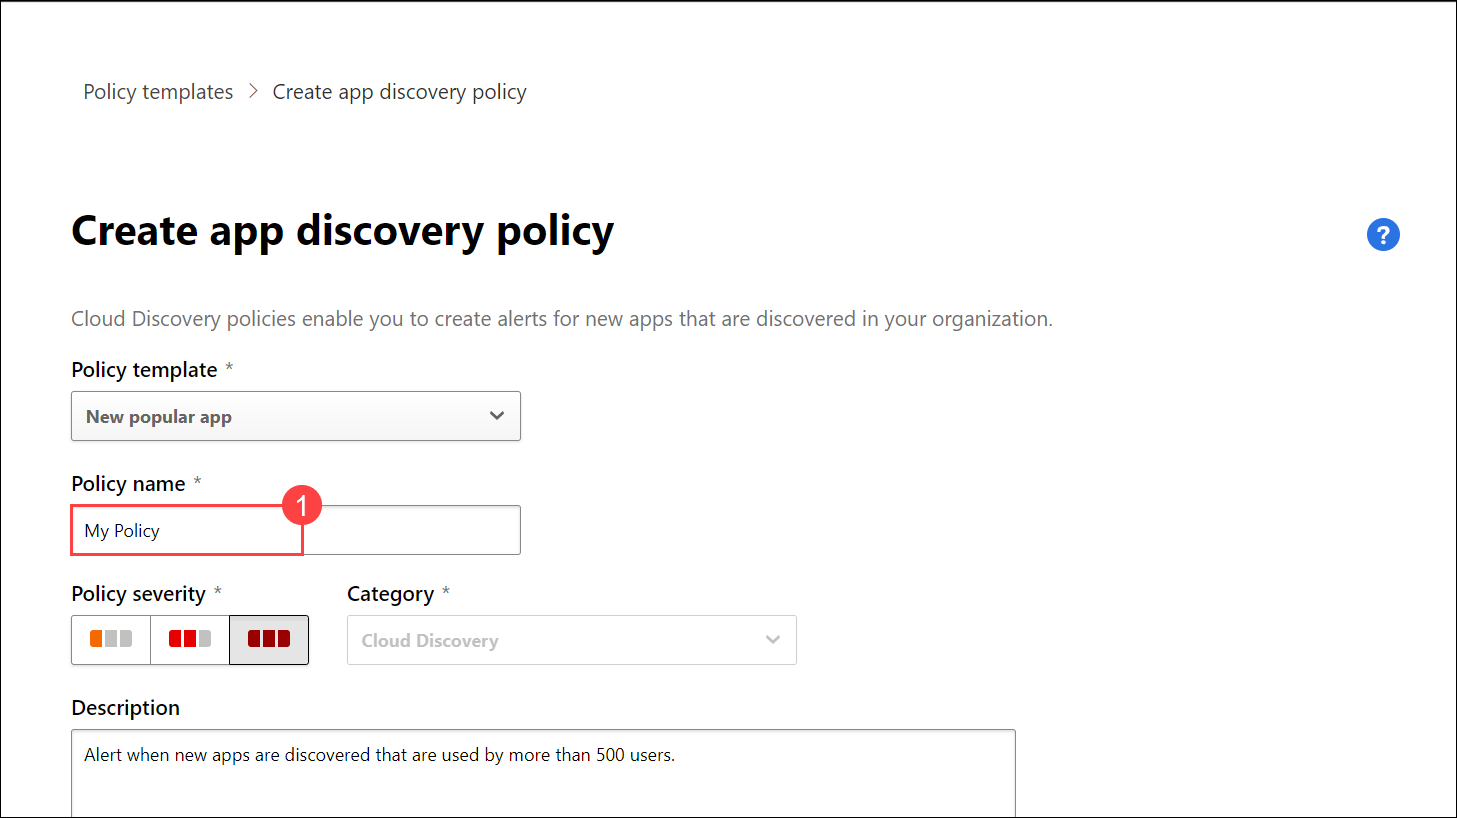 Policy templates > Create app discovery policy
Create app discovery policy
?
Cloud Discovery policies enable you to create alerts for new apps that are discovered in your organization.
Policy template *
New popular app
Policy name *
1
My Policy
Policy severity * Category *
Cloud Discovery
Description
Alert when new apps are discovered that are used by more than 500 users.